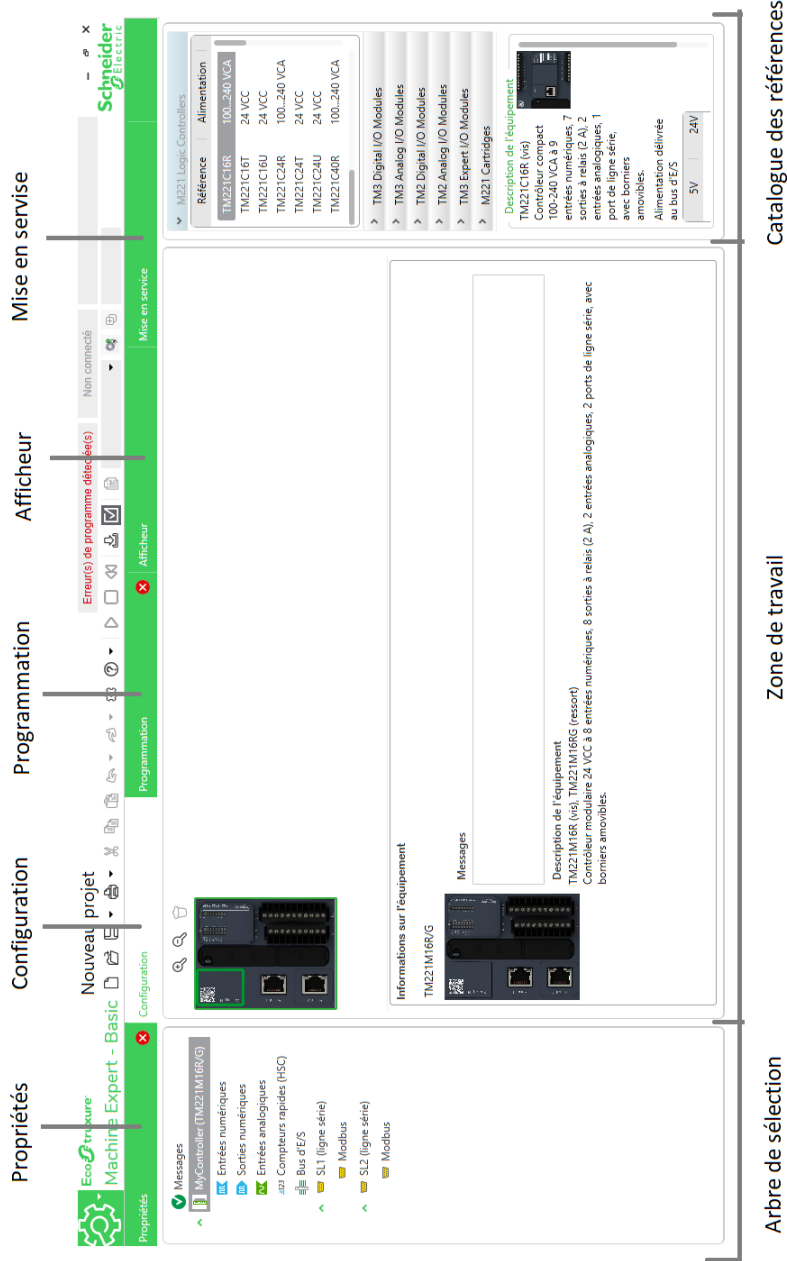 Propriétés
Configuration
Programmation
Afficheur
Mise en servise
EcoStruxure
Machine Expert - Basic
Nouveau projet
Erreur(s) de programme détectée(s)
Non connecté
Schneider
Electric
Propriétés
Configuration
Programmation
Afficheur
Mise en service
Messages
MyController (TM221M16R/G)
Entrées numériques
Sorties numériques
Entrées analogiques
Compteurs rapides (HSC)
Bus d'E/S
SL1 (ligne série)
Modbus
SL2 (ligne série)
Modbus
Informations sur l'équipement
TM221M16R/G
Messages
Description de l'équipement
TM221M16R (vis), TM221M16RG (ressort)
Contrôleur modulaire 24 VCC à 8 entrées numériques, 8 sorties à relais (2 A), 2 entrées analogiques, 2 ports de ligne série, avec
borniers amovibles.
M221 Logic Controllers
Référence Alimentation
TM221C16R 100...240 VCA
TM221C16T 24 VCC
TM221C16U 24 VCC
TM221C24R 100...240 VCA
TM221C24T 24 VCC
TM221C24U 24 VCC
TM221C40R 100...240 VCA
TM3 Digital I/O Modules
TM3 Analog I/O Modules
TM2 Digital I/O Modules
TM2 Analog I/O Modules
TM3 Expert I/O Modules
M221 Cartridges
Description de l'équipement
TM221C16R (vis)
Contrôleur compact
100-240 VCA à 9
entrées numériques, 7
sorties à relais (2 A), 2
entrées analogiques, 1
port de ligne série,
avec borniers
amovibles.
Alimentation délivrée
au bus d'E/S
5V 24V
Arbre de sélection
Zone de travail
Catalogue des références